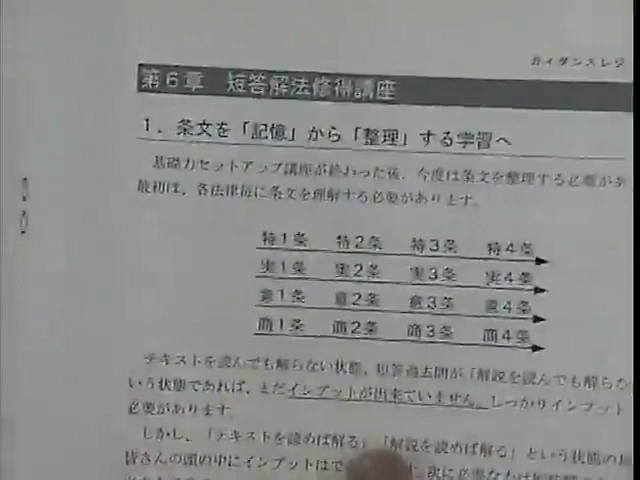 ガイダンスレジ
第6章 短答解法修得講座
1．条文を「記憶」から「整理」する学習へ
基礎力セットアップ講座が終わった後、今度は条文を整理する必要があ
最初は、各法律毎に条文を理解する必要があります。
特1条 特2条 特3条 特4条
実1条 実2条 実3条 実4条
意1条 意2条 意3条 意4条
商1条 商2条 商3条 商4条
テキストを読んでも解らない状態、短答過去問が「解説を読んでも解らな
いう状態であれば、まだインプットが出来ていません。しっかりインプット
必要があります。
しかし、「テキストを読めば解る」「解説を読めば解る」という状態の
皆さんの頭の中にインプットはで